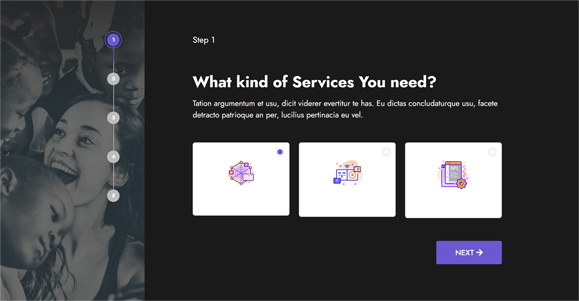 1
Step 1
2
What kind of Services You need?
Tation argumentum et usu, dicit viderer evertitur te has. Eu dictas concludaturque usu, facete
detracto patrioque an per, lucilius pertinacia eu vel.
3
4
5
NEXT